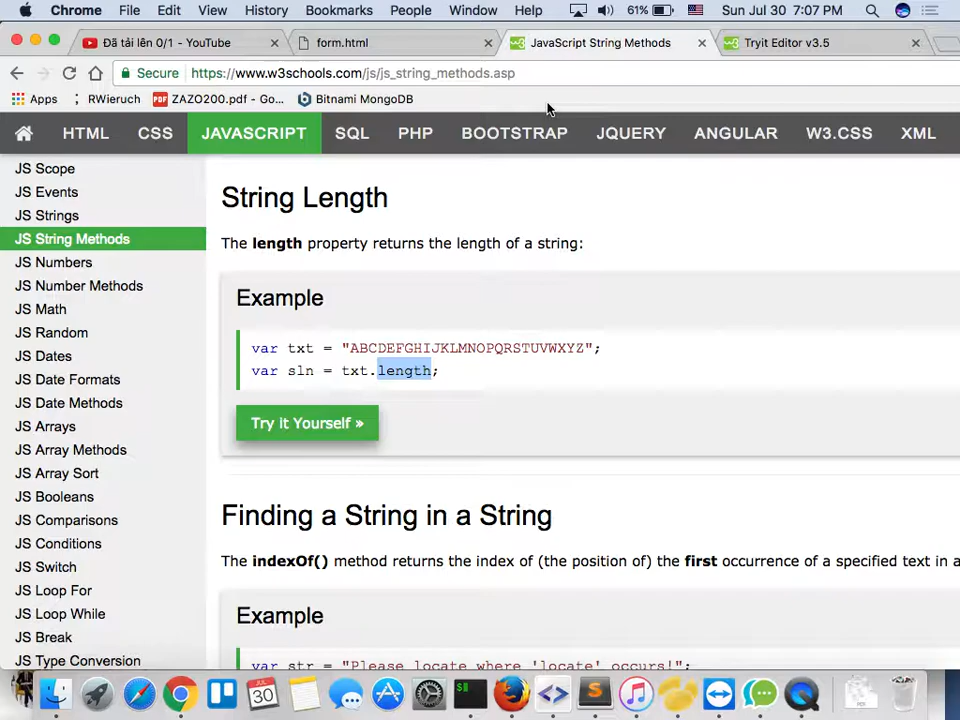 Chrome File Edit View History Bookmarks People Window Help 61% Sun Jul 30 7:07 PM
Đã tải lên 0/1 - YouTube form.html JavaScript String Methods Tryit Editor v3.5
Secure https://www.w3schools.com/js/js_string_methods.asp
Apps RWieruch PDF ZAZO200.pdf - Go... Bitnami MongoDB
HTML CSS JAVASCRIPT SQL PHP BOOTSTRAP JQUERY ANGULAR W3.CSS XML
JS Scope
JS Events
JS Strings
JS String Methods
JS Numbers
JS Number Methods
JS Math
JS Random
JS Dates
JS Date Formats
JS Date Methods
JS Arrays
JS Array Methods
JS Array Sort
JS Booleans
JS Comparisons
JS Conditions
JS Switch
JS Loop For
JS Loop While
JS Break
JS Type Conversion
String Length
The length property returns the length of a string:
Example
var txt = "ABCDEFGHIJKLMNOPQRSTUVWXYZ";
var sln = txt.length;
Try it Yourself »
Finding a String in a String
The indexOf() method returns the index of (the position of) the first occurrence of a specified text in a
Example
var str = "Please locate where 'locate' occurs!";
30